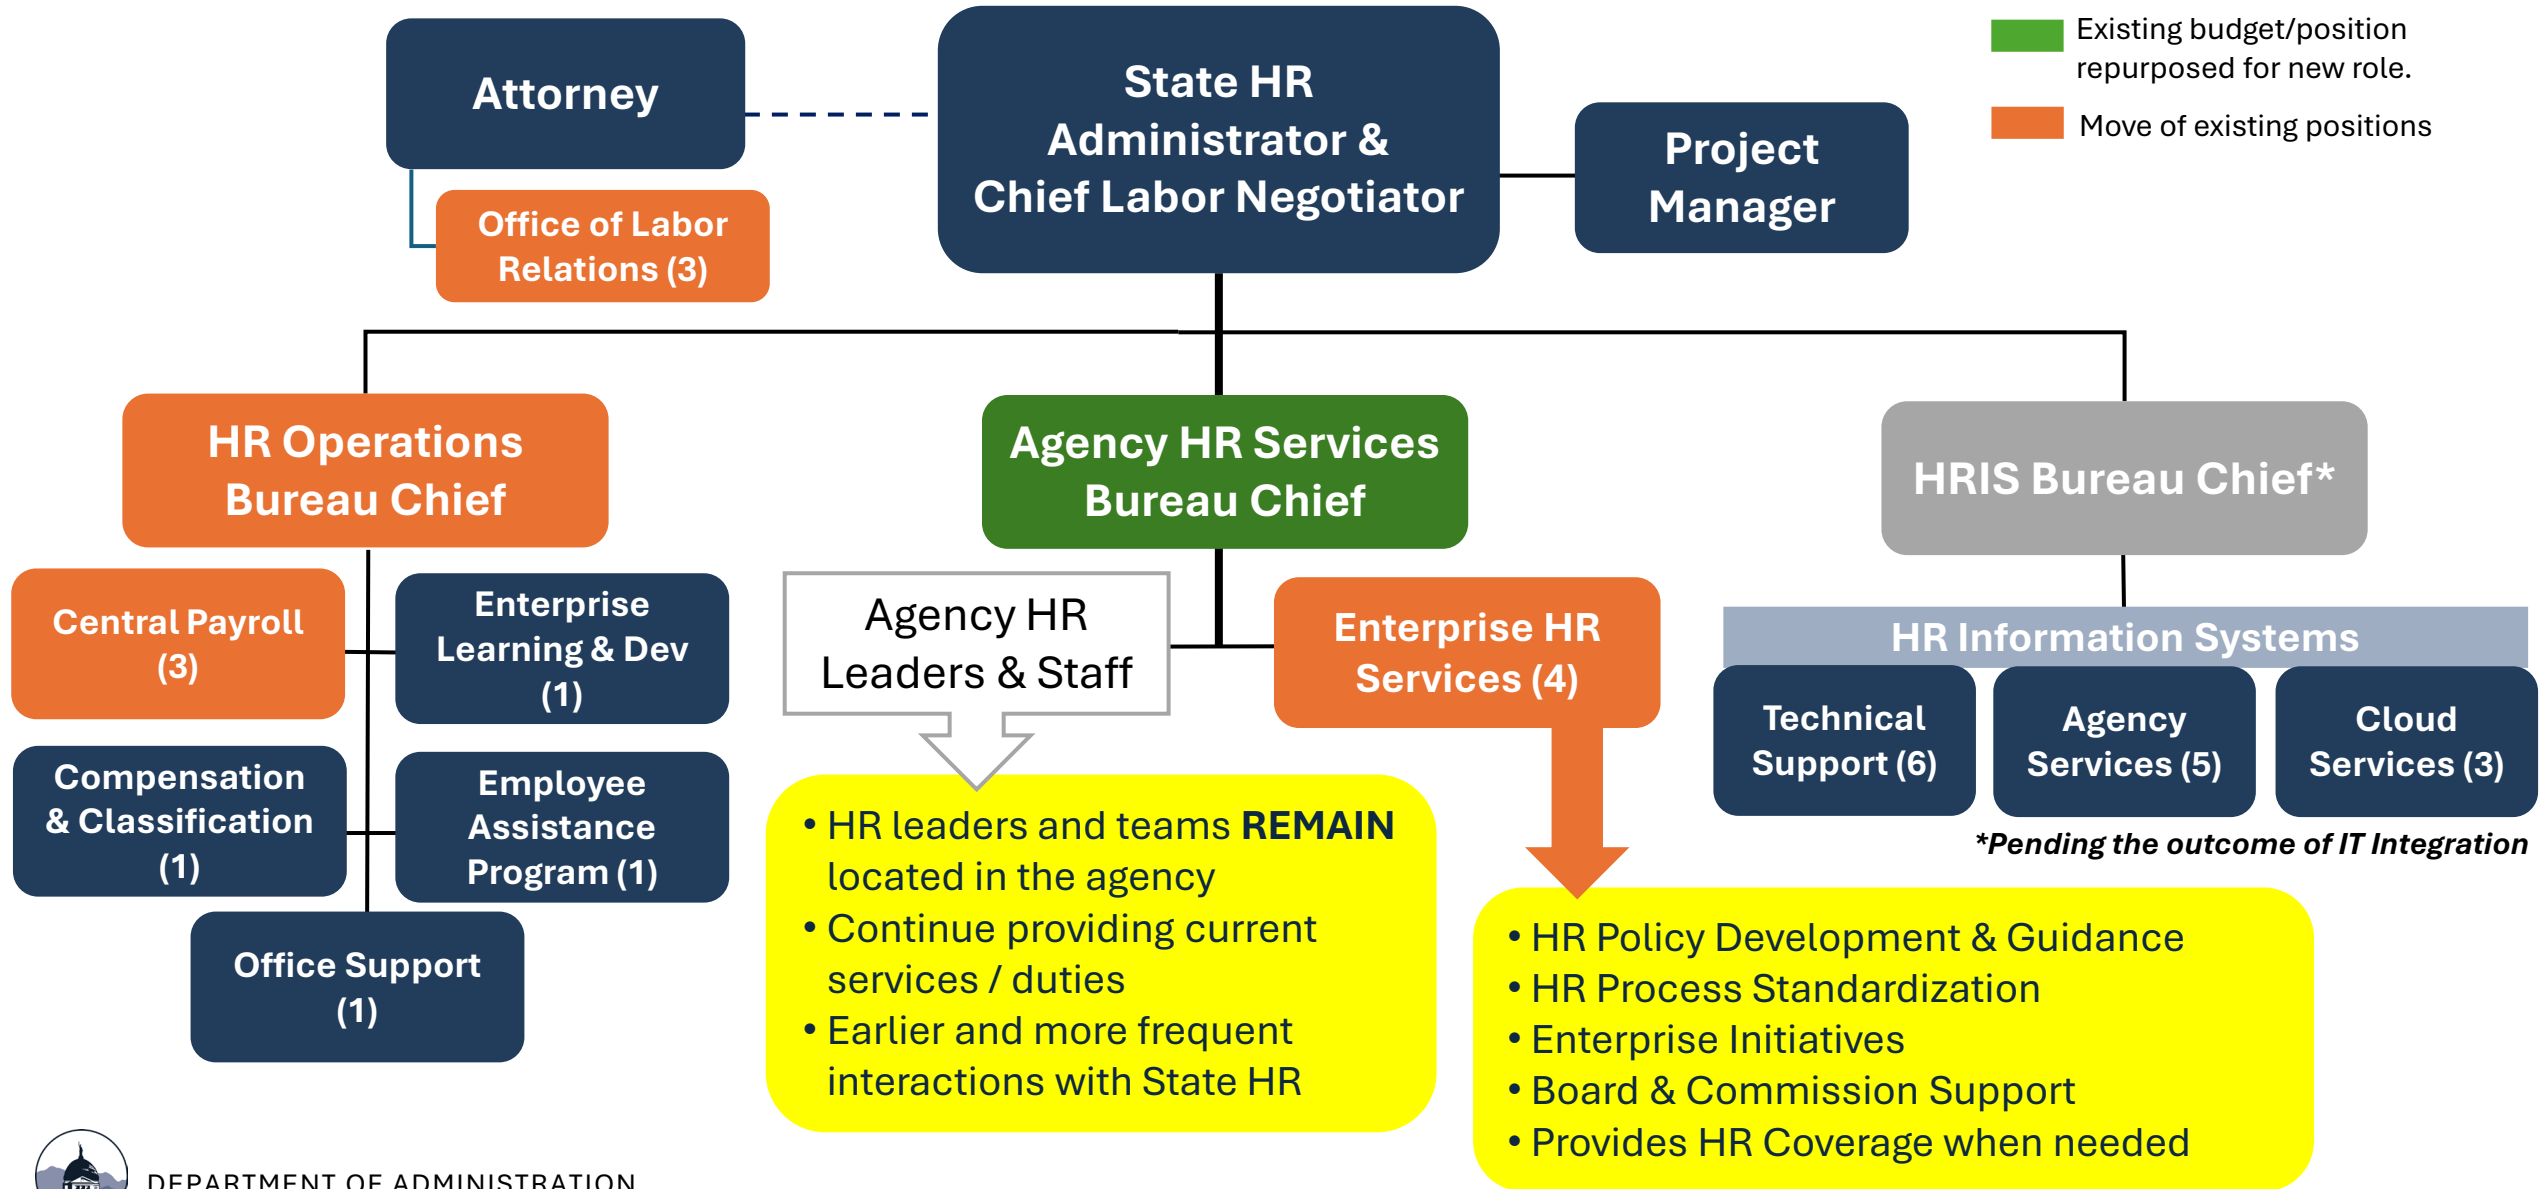 Attorney
State HR
Administrator &
Chief Labor Negotiator
Project
Manager
Existing budget/position
repurposed for new role.
Move of existing positions
Office of Labor
Relations (3)
HR Operations
Bureau Chief
Agency HR Services
Bureau Chief
HRIS Bureau Chief*
Central Payroll
(3)
Enterprise
Learning & Dev
(1)
Compensation
& Classification
(1)
Employee
Assistance
Program (1)
Office Support
(1)
Agency HR
Leaders & Staff
Enterprise HR
Services (4)
HR Information Systems
Technical
Support (6)
Agency
Services (5)
Cloud
Services (3)
*Pending the outcome of IT Integration
• HR leaders and teams REMAIN
located in the agency
• Continue providing current
services / duties
• Earlier and more frequent
interactions with State HR
• HR Policy Development & Guidance
• HR Process Standardization
• Enterprise Initiatives
• Board & Commission Support
• Provides HR Coverage when needed
DEPARTMENT OF ADMINISTRATION